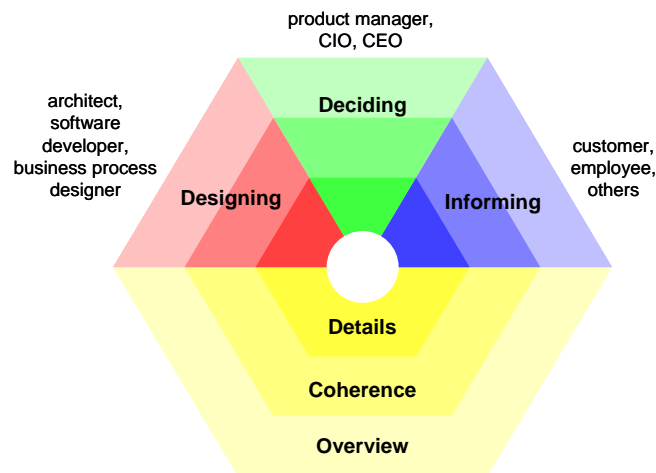 product manager,
CIO, CEO
Deciding
architect,
software
developer,
business process
designer
customer,
employee,
others
Designing
Informing
Details
Coherence
Overview